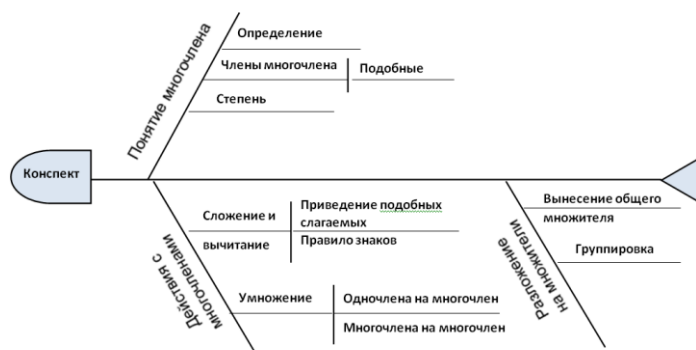 Понятие многочлена
Определение
Члены многочлена
Подобные
Степень
Конспект
Действия с
многочленами
Сложение и
вычитание
Приведение подобных
слагаемых
Правило знаков
Умножение
Одночлена на многочлен
Многочлена на многочлен
Разложение
на множители
Вынесение общего
множителя
Группировка